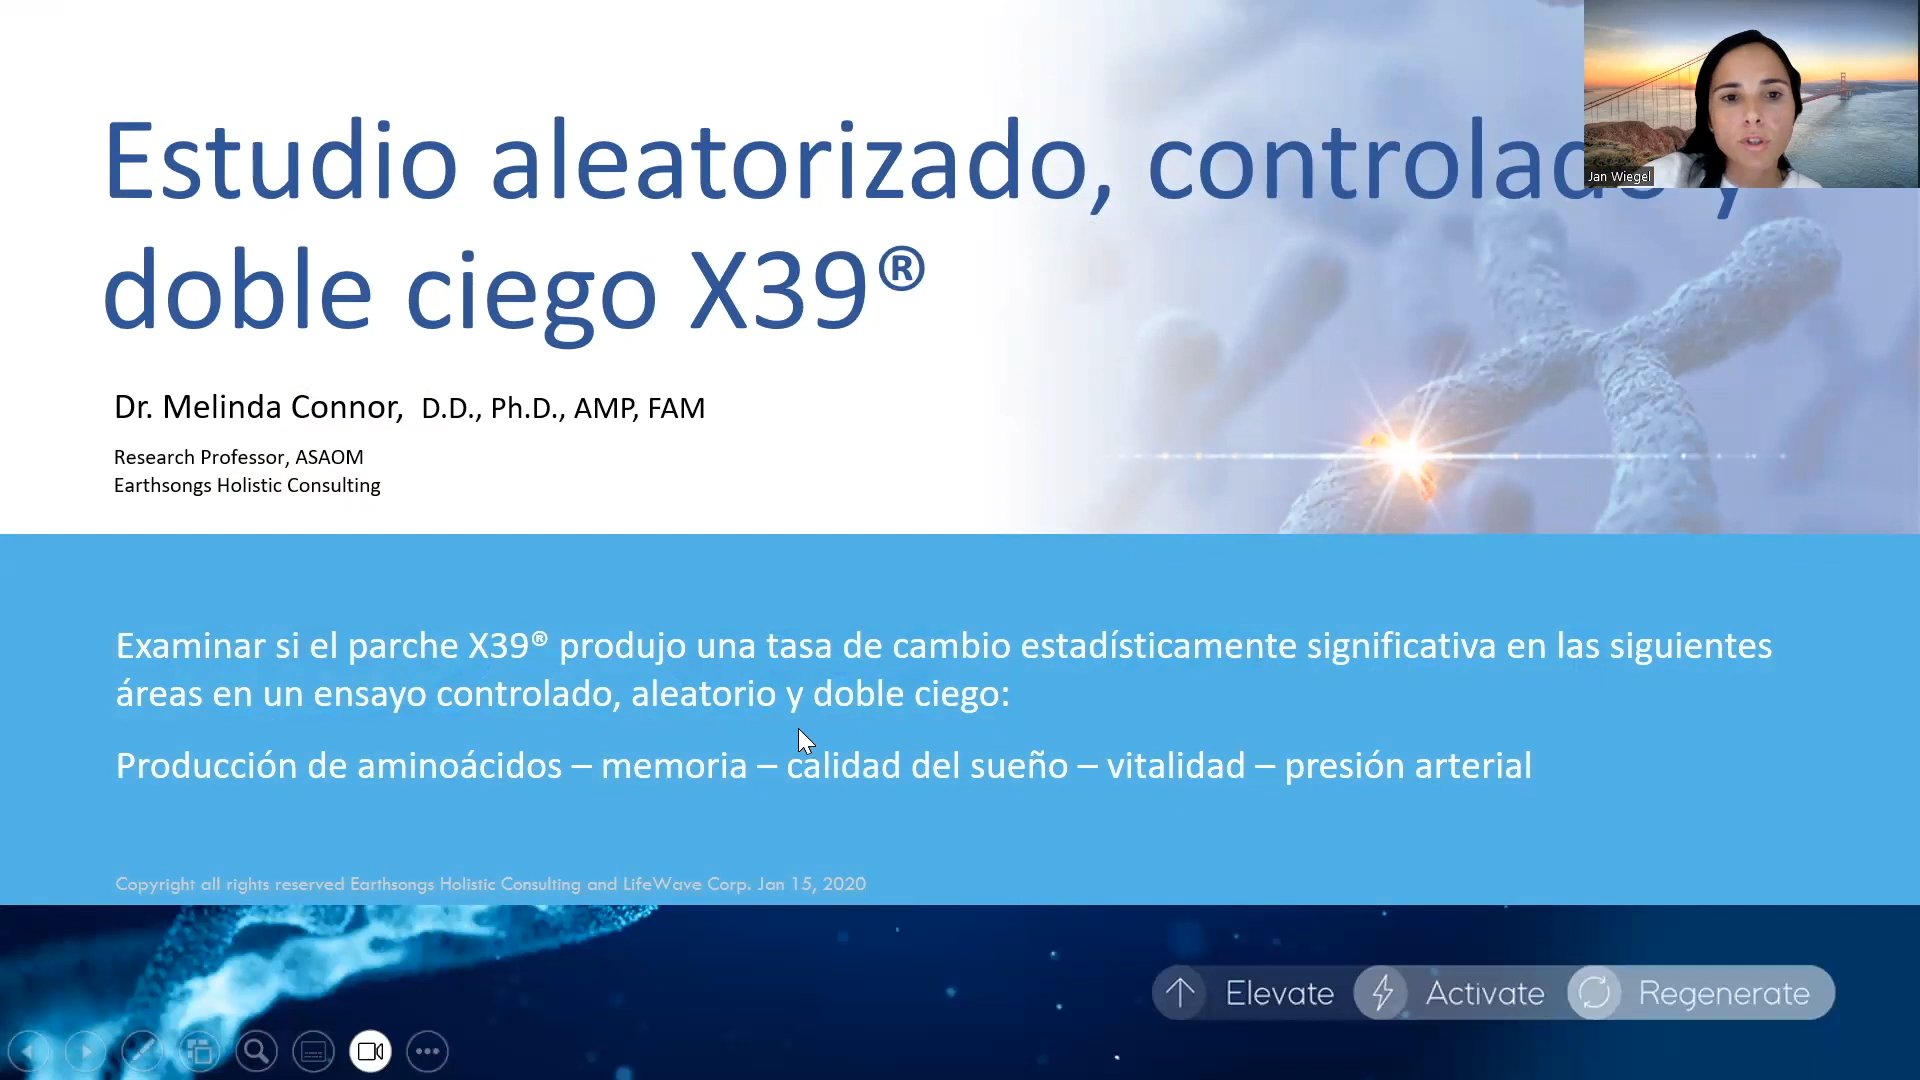 Estudio aleatorizado, controlado y
doble ciego X39®
Jan Wiegel
Dr. Melinda Connor, D.D., Ph.D., AMP, FAM
Research Professor, ASAOM
Earthsongs Holistic Consulting
Examinar si el parche X39® produjo una tasa de cambio estadísticamente significativa en las siguientes
áreas en un ensayo controlado, aleatorio y doble ciego:
Producción de aminoácidos – memoria – calidad del sueño – vitalidad – presión arterial
Copyright all rights reserved Earthsongs Holistic Consulting and LifeWave Corp. Jan 15, 2020
Elevate Activate Regenerate